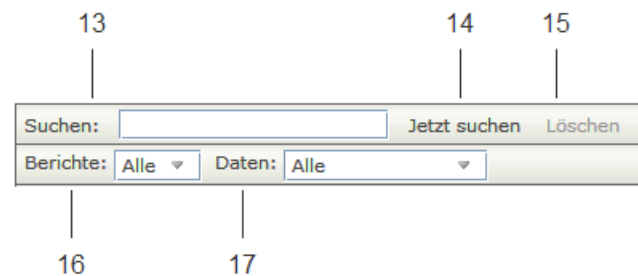 13 14 15
Suchen: Jetzt suchen Löschen
Berichte: Alle Daten: Alle
16 17